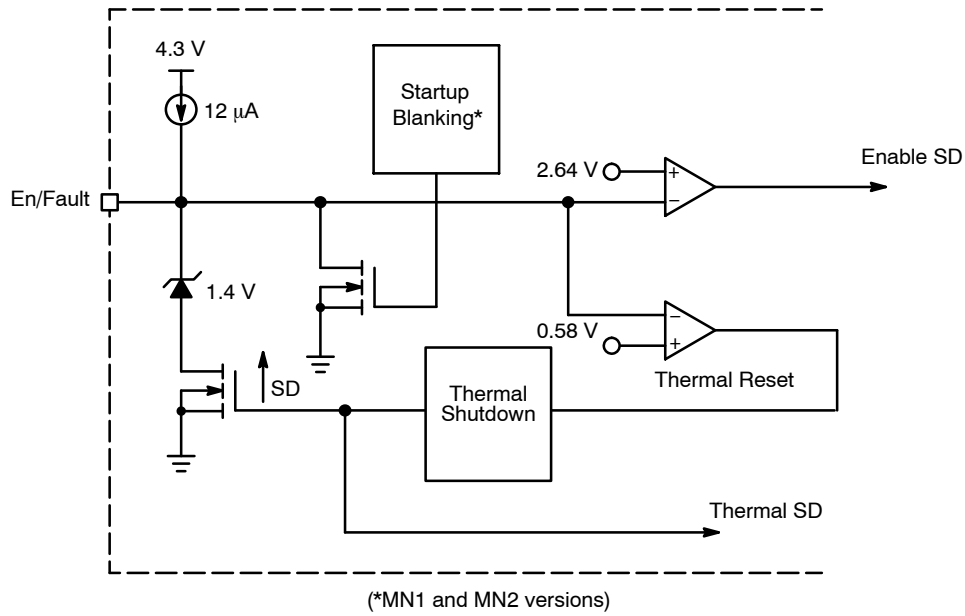 4.3 V
12 μA
Startup
Blanking*
2.64 V
+
−
Enable SD
En/Fault
1.4 V
−
0.58 V
+
Thermal Reset
SD
Thermal
Shutdown
Thermal SD
(*MN1 and MN2 versions)